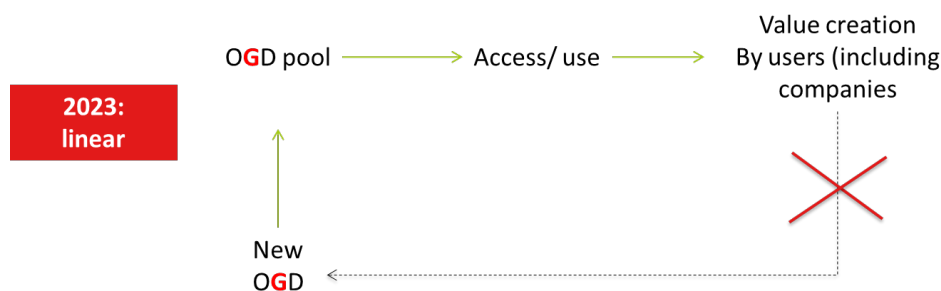 2023:
linear
OGD pool
Access/ use
Value creation
By users (including
companies
New
OGD